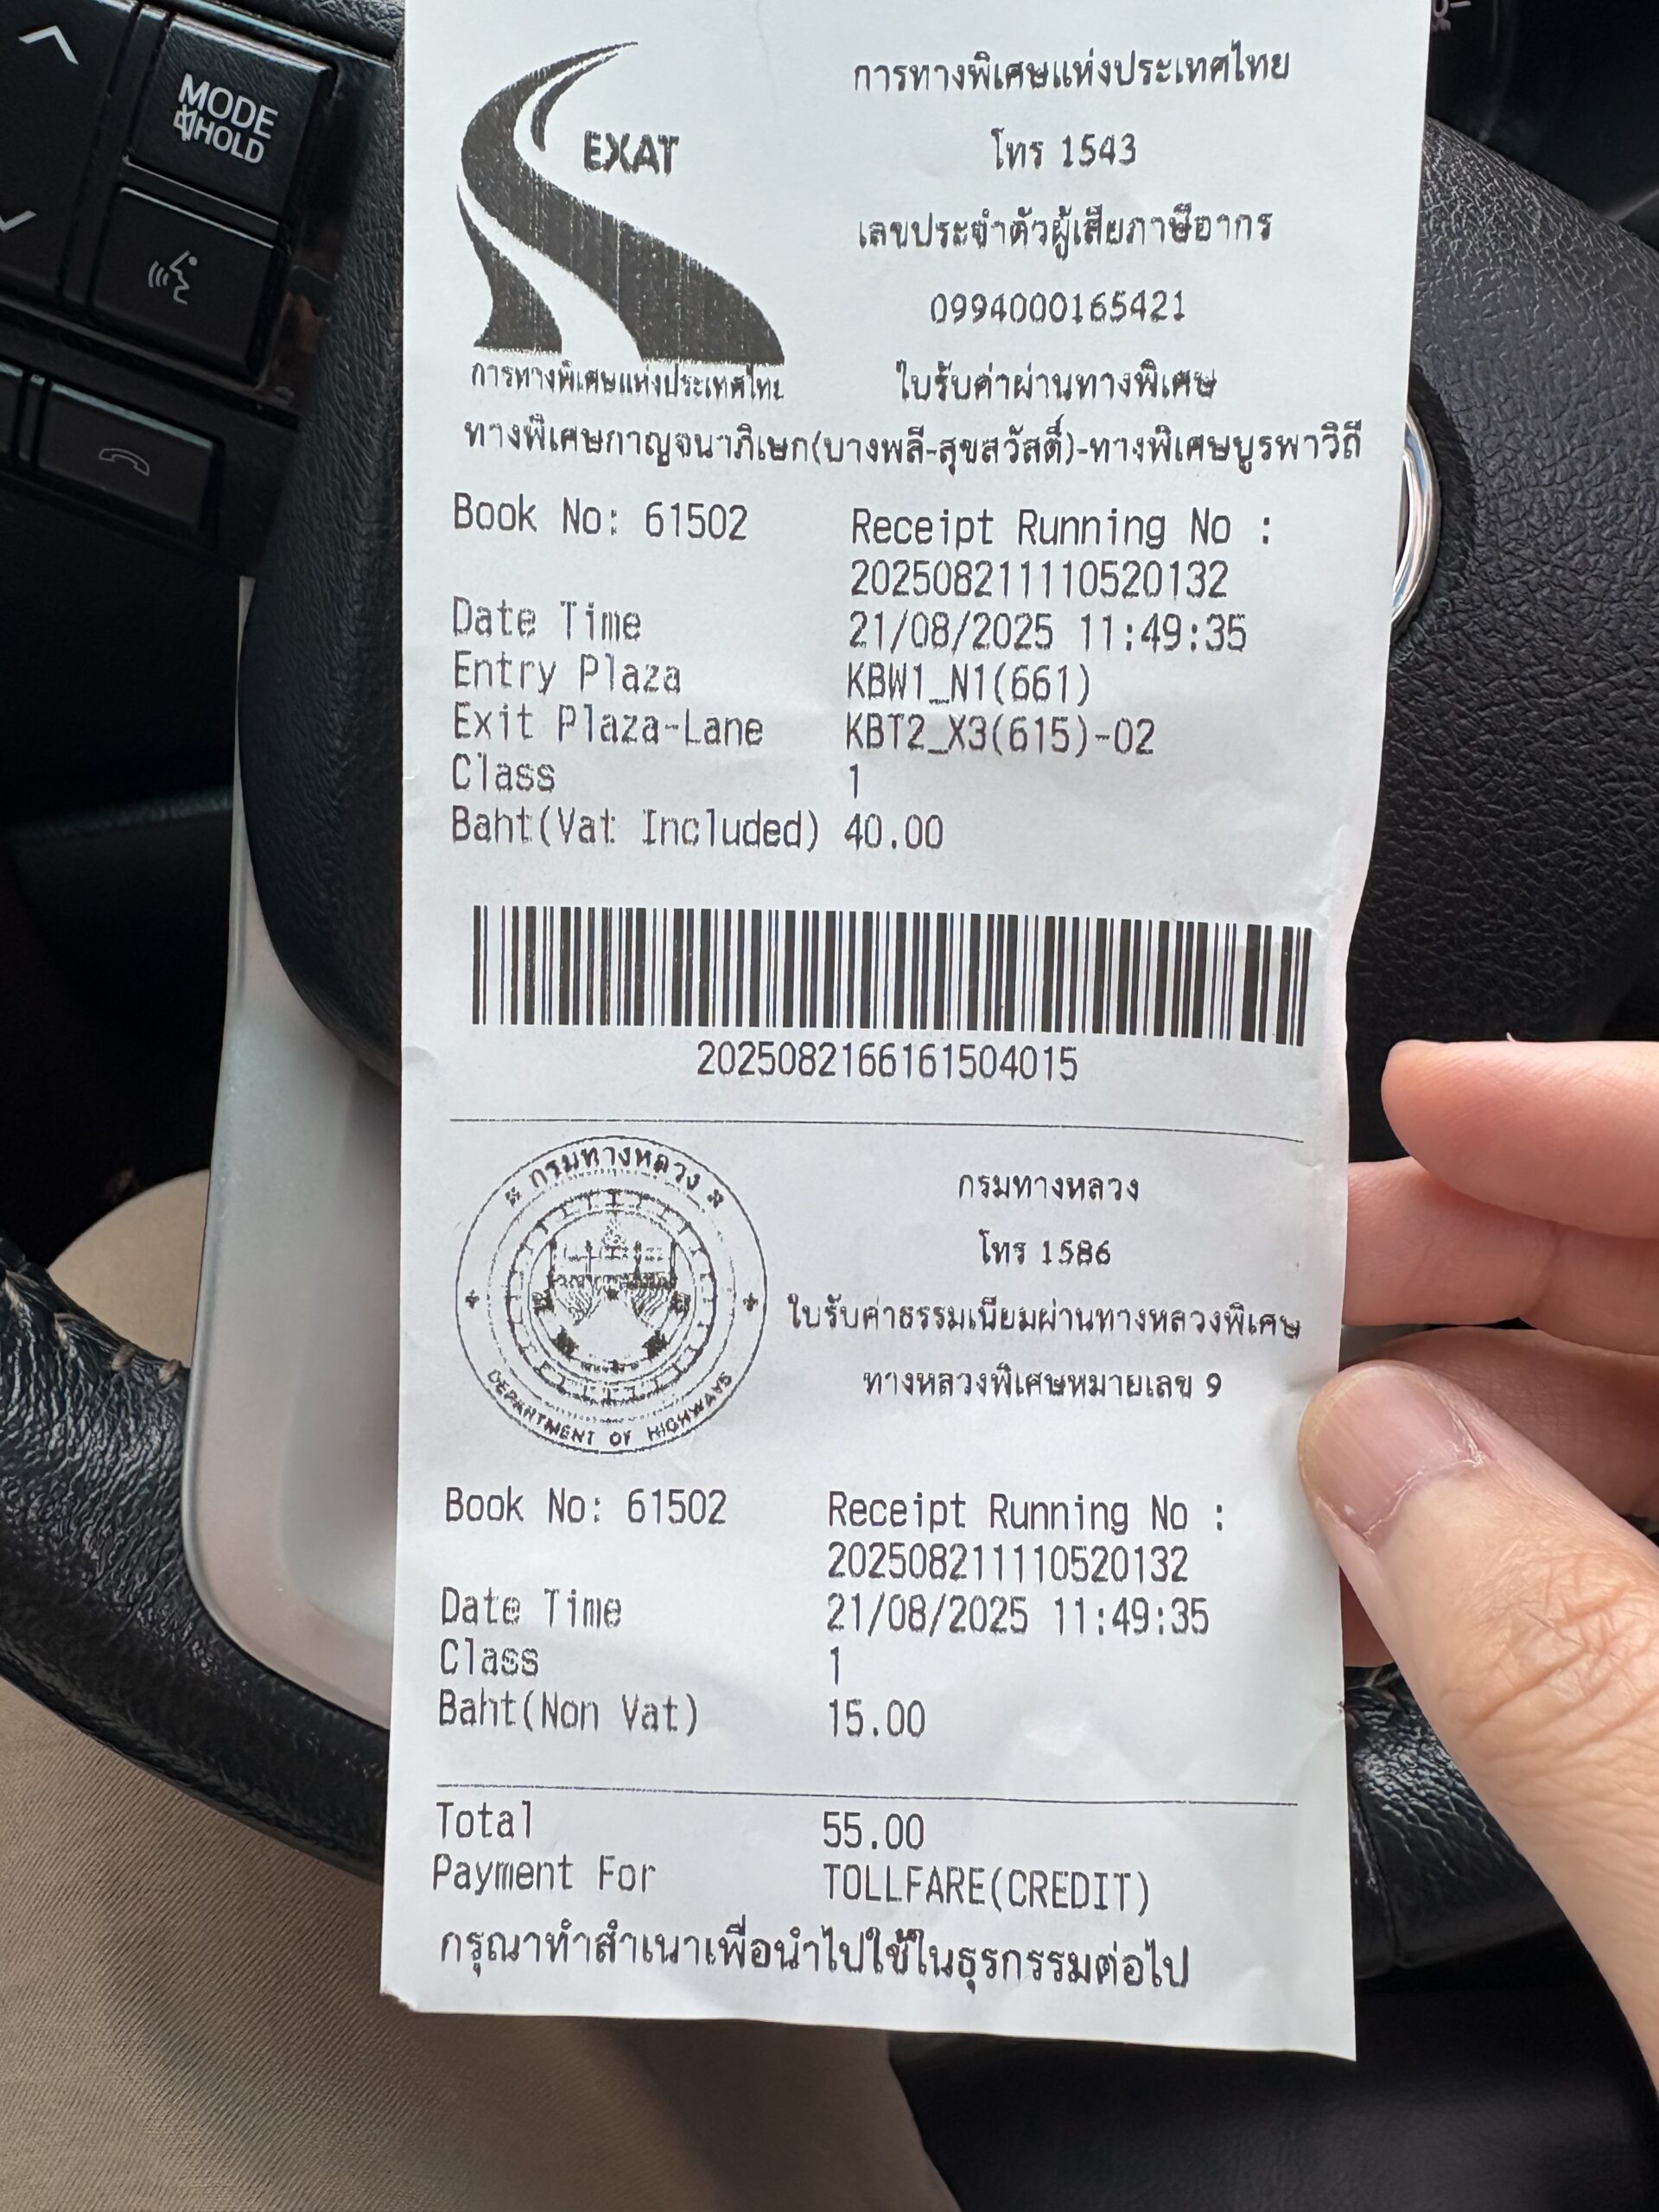 MODE
HOLD
EXAT
การทางพิเศษแห่งประเทศไทย
การทางพิเศษแห่งประเทศไทย
โทร 1543
เลขประจำตัวผู้เสียภาษีอากร
0994000165421
ใบรับค่าผ่านทางพิเศษ
ทางพิเศษกาญจนาภิเษก(บางพลี-สุขสวัสดิ์)-ทางพิเศษบูรพาวิถี
Book No: 61502 Receipt Running No :
202508211110520132
Date Time 21/08/2025 11:49:35
Entry Plaza KBW1_N1(661)
Exit Plaza-Lane KBT2_X3(615)-02
Class 1
Baht(Vat Included) 40.00
2025082166161504015
กรมทางหลวง
DEPARTMENT OF HIGHWAYS
กรมทางหลวง
โทร 1586
ใบรับค่าธรรมเนียมผ่านทางหลวงพิเศษ
ทางหลวงพิเศษหมายเลข 9
Book No: 61502 Receipt Running No :
202508211110520132
Date Time 21/08/2025 11:49:35
Class 1
Baht(Non Vat) 15.00
Total 55.00
Payment For TOLLFARE(CREDIT)
กรุณาทำสำเนาเพื่อนำไปใช้ในธุรกรรมต่อไป